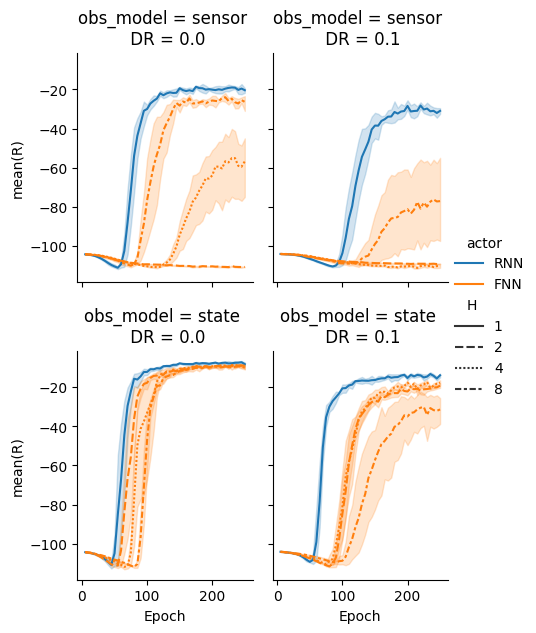 obs_model = sensor
DR = 0.0
obs_model = sensor
DR = 0.1
mean(R)
−20
−40
−60
−80
−100
actor
RNN
FNN
H
1
2
4
8
obs_model = state
DR = 0.0
obs_model = state
DR = 0.1
mean(R)
−20
−40
−60
−80
−100
0
100
200
Epoch
0
100
200
Epoch